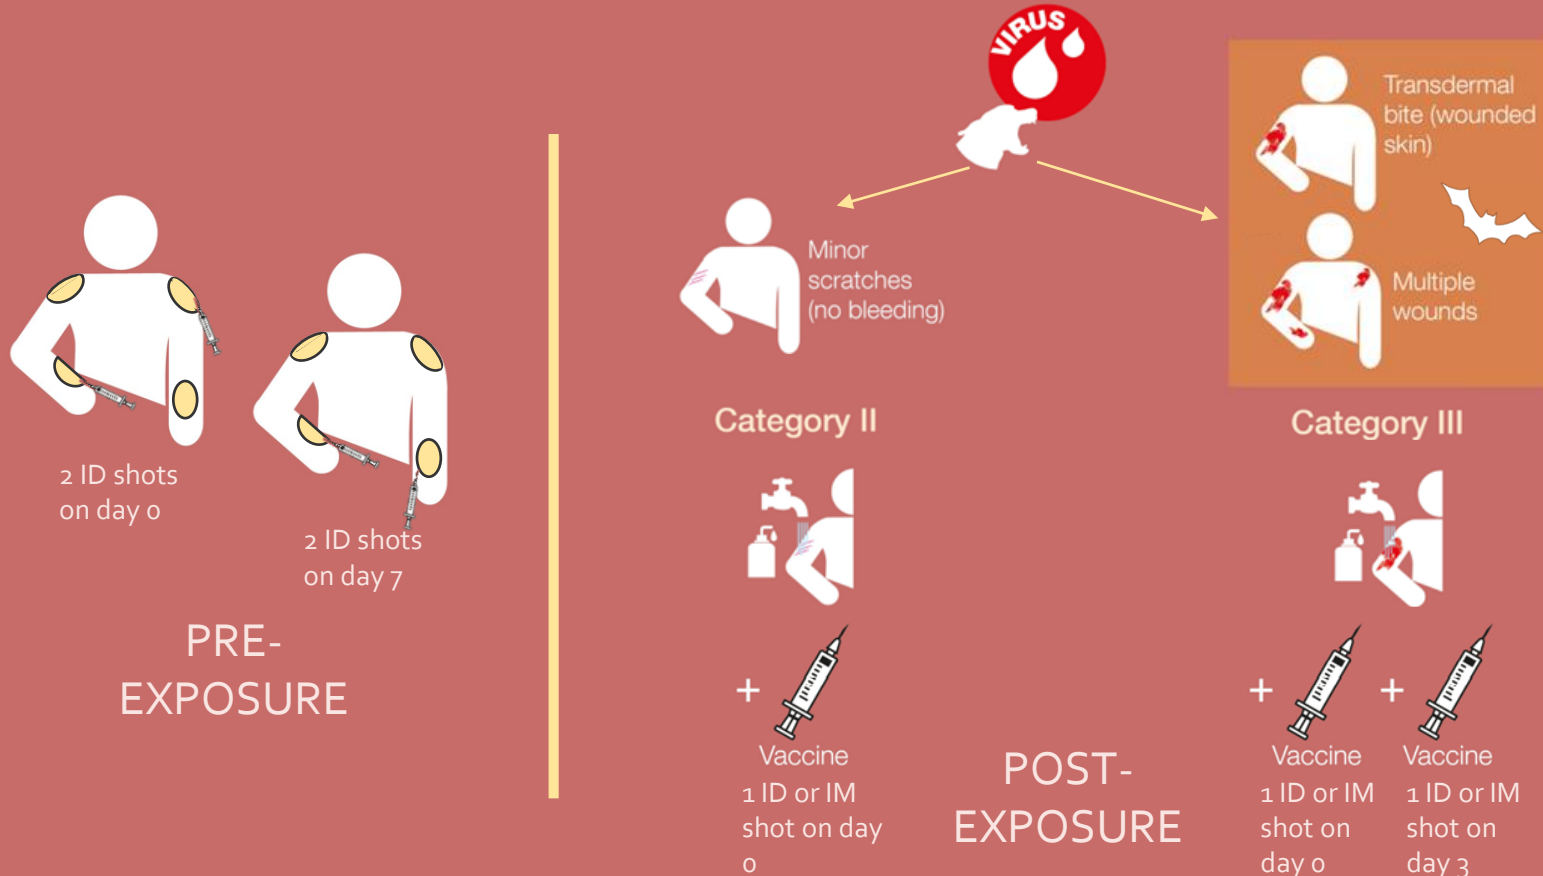 2 ID shots
on day 0
2 ID shots
on day 7
PRE-
EXPOSURE
VIRUS
Minor
scratches
(no bleeding)
Category II
+
Vaccine
1 ID or IM
shot on day
0
POST-
EXPOSURE
Transdermal
bite (wounded
skin)
Multiple
wounds
Category III
+
Vaccine
1 ID or IM
shot on
day 0
+
Vaccine
1 ID or IM
shot on
day 3